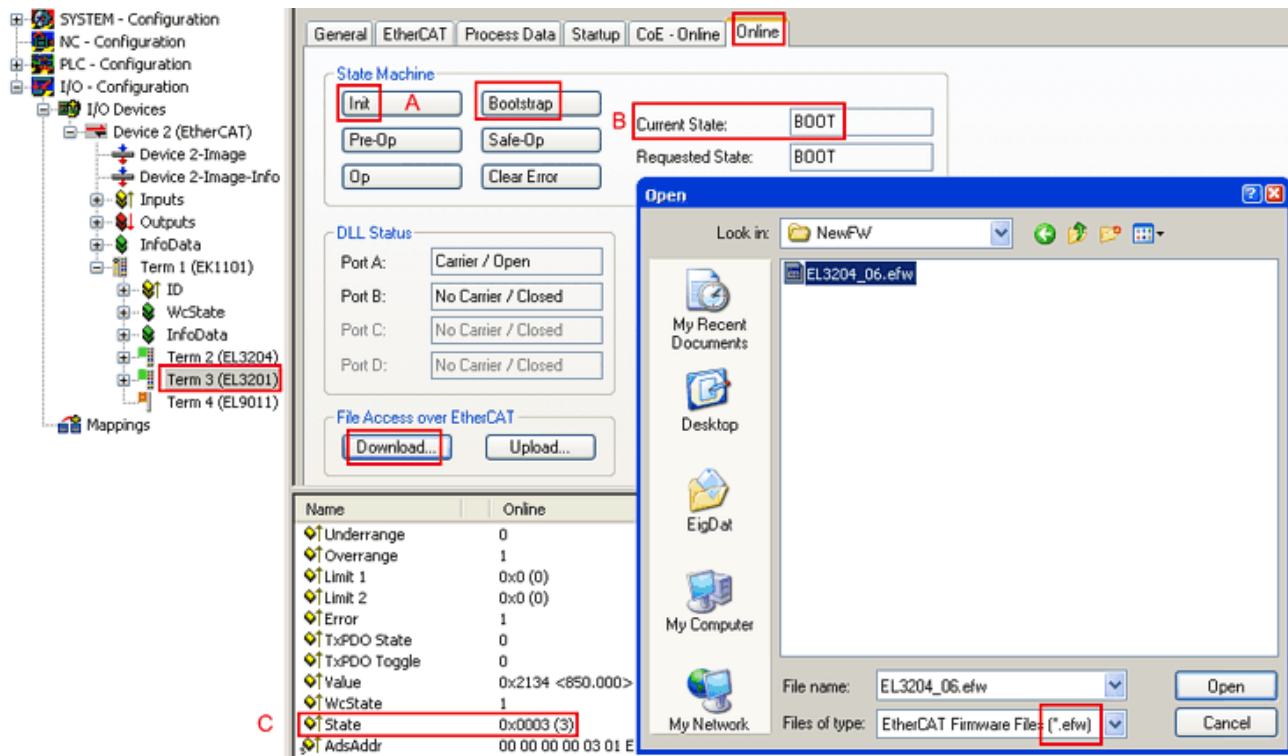 SYSTEM - Configuration
NC - Configuration
PLC - Configuration
I/O - Configuration
I/O Devices
Device 2 (EtherCAT)
Device 2-Image
Device 2-Image-Info
Inputs
Outputs
InfoData
Term 1 (EK1101)
ID
WcState
InfoData
Term 2 (EL3204)
Term 3 (EL3201)
Term 4 (EL9011)
Mappings
General EtherCAT Process Data Startup CoE - Online Online
State Machine
Init A Bootstrap
Pre-Op Safe-Op
Op Clear Error
B Current State: BOOT
Requested State: BOOT
DLL Status
Port A: Carrier / Open
Port B: No Carrier / Closed
Port C: No Carrier / Closed
Port D: No Carrier / Closed
File Access over EtherCAT
Download... Upload...
Name Online
Underrange 0
Overrange 1
Limit 1 0x0 (0)
Limit 2 0x0 (0)
Error 1
TxPDO State 0
TxPDO Toggle 0
Value 0x2134 <850.000>
WcState 1
C State 0x0003 (3)
AdsAddr 00 00 00 00 03 01 E
Open
Look in: NewFW
EL3204_06.efw
My Recent
Documents
Desktop
EigDat
My Computer
My Network
File name: EL3204_06.efw Open
Files of type: EtherCAT Firmware Files (*.efw) Cancel